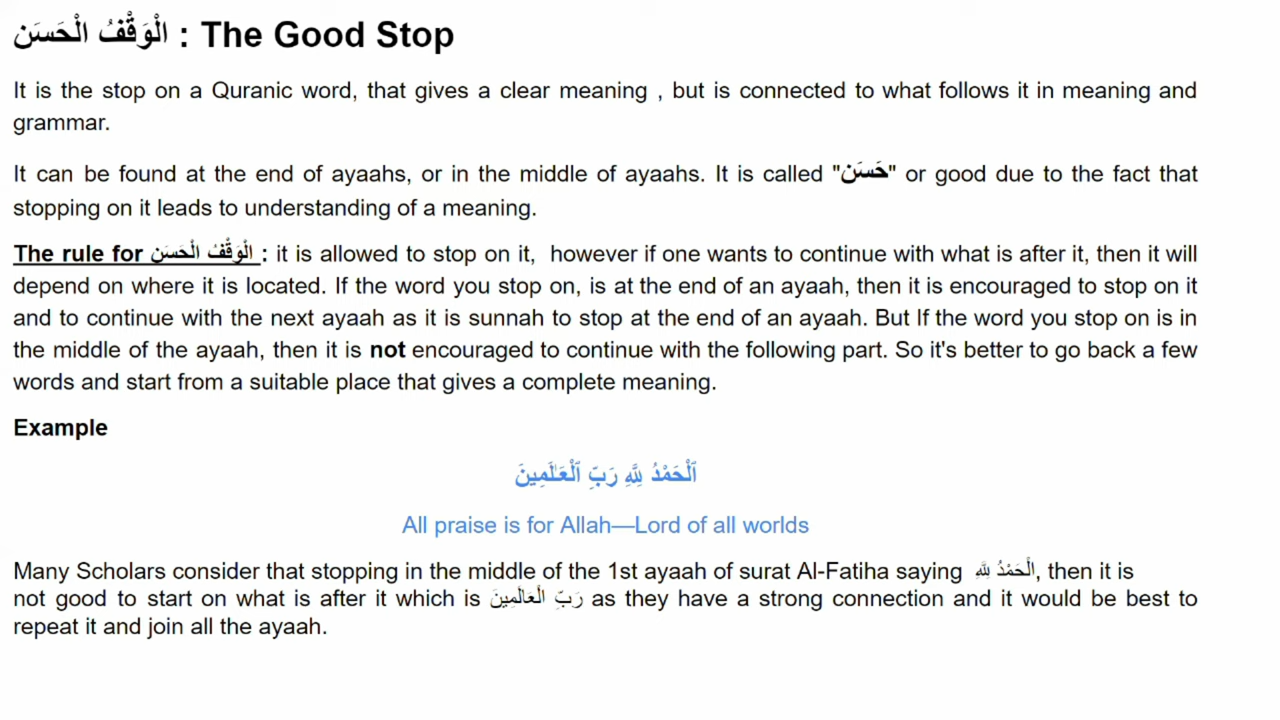 الْوَقْفُ الْحَسَن : The Good Stop
It is the stop on a Quranic word, that gives a clear meaning , but is connected to what follows it in meaning and
grammar.
It can be found at the end of ayaahs, or in the middle of ayaahs. It is called "حَسَن" or good due to the fact that
stopping on it leads to understanding of a meaning.
The rule for الْوَقْفُ الْحَسَن : it is allowed to stop on it, however if one wants to continue with what is after it, then it will
depend on where it is located. If the word you stop on, is at the end of an ayaah, then it is encouraged to stop on it
and to continue with the next ayaah as it is sunnah to stop at the end of an ayaah. But If the word you stop on is in
the middle of the ayaah, then it is not encouraged to continue with the following part. So it's better to go back a few
words and start from a suitable place that gives a complete meaning.
Example
ٱلْحَمْدُ لِلَّهِ رَبِّ ٱلْعَـٰلَمِينَ
All praise is for Allah—Lord of all worlds
Many Scholars consider that stopping in the middle of the 1st ayaah of surat Al-Fatiha saying الْحَمْدُ لِلَّهِ, then it is
not good to start on what is after it which is رَبِّ الْعَالَمِينَ as they have a strong connection and it would be best to
repeat it and join all the ayaah.